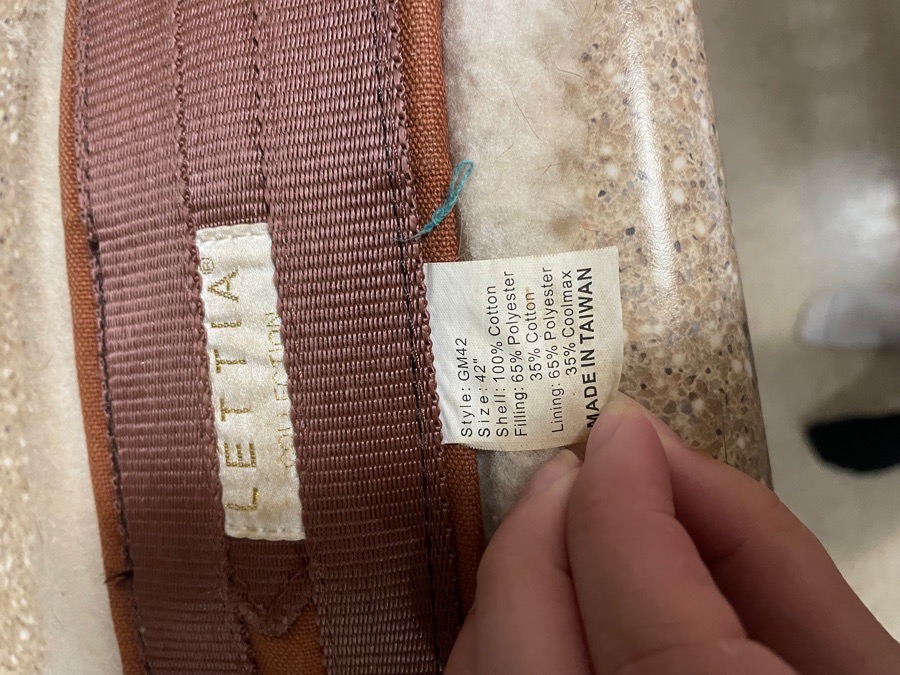 LETTIA®
COLLECTION
Style: GM42
Size: 42"
Shell: 100% Cotton
Filling: 65% Polyester
35% Cotton
Lining: 65% Polyester
35% Coolmax
MADE IN TAIWAN